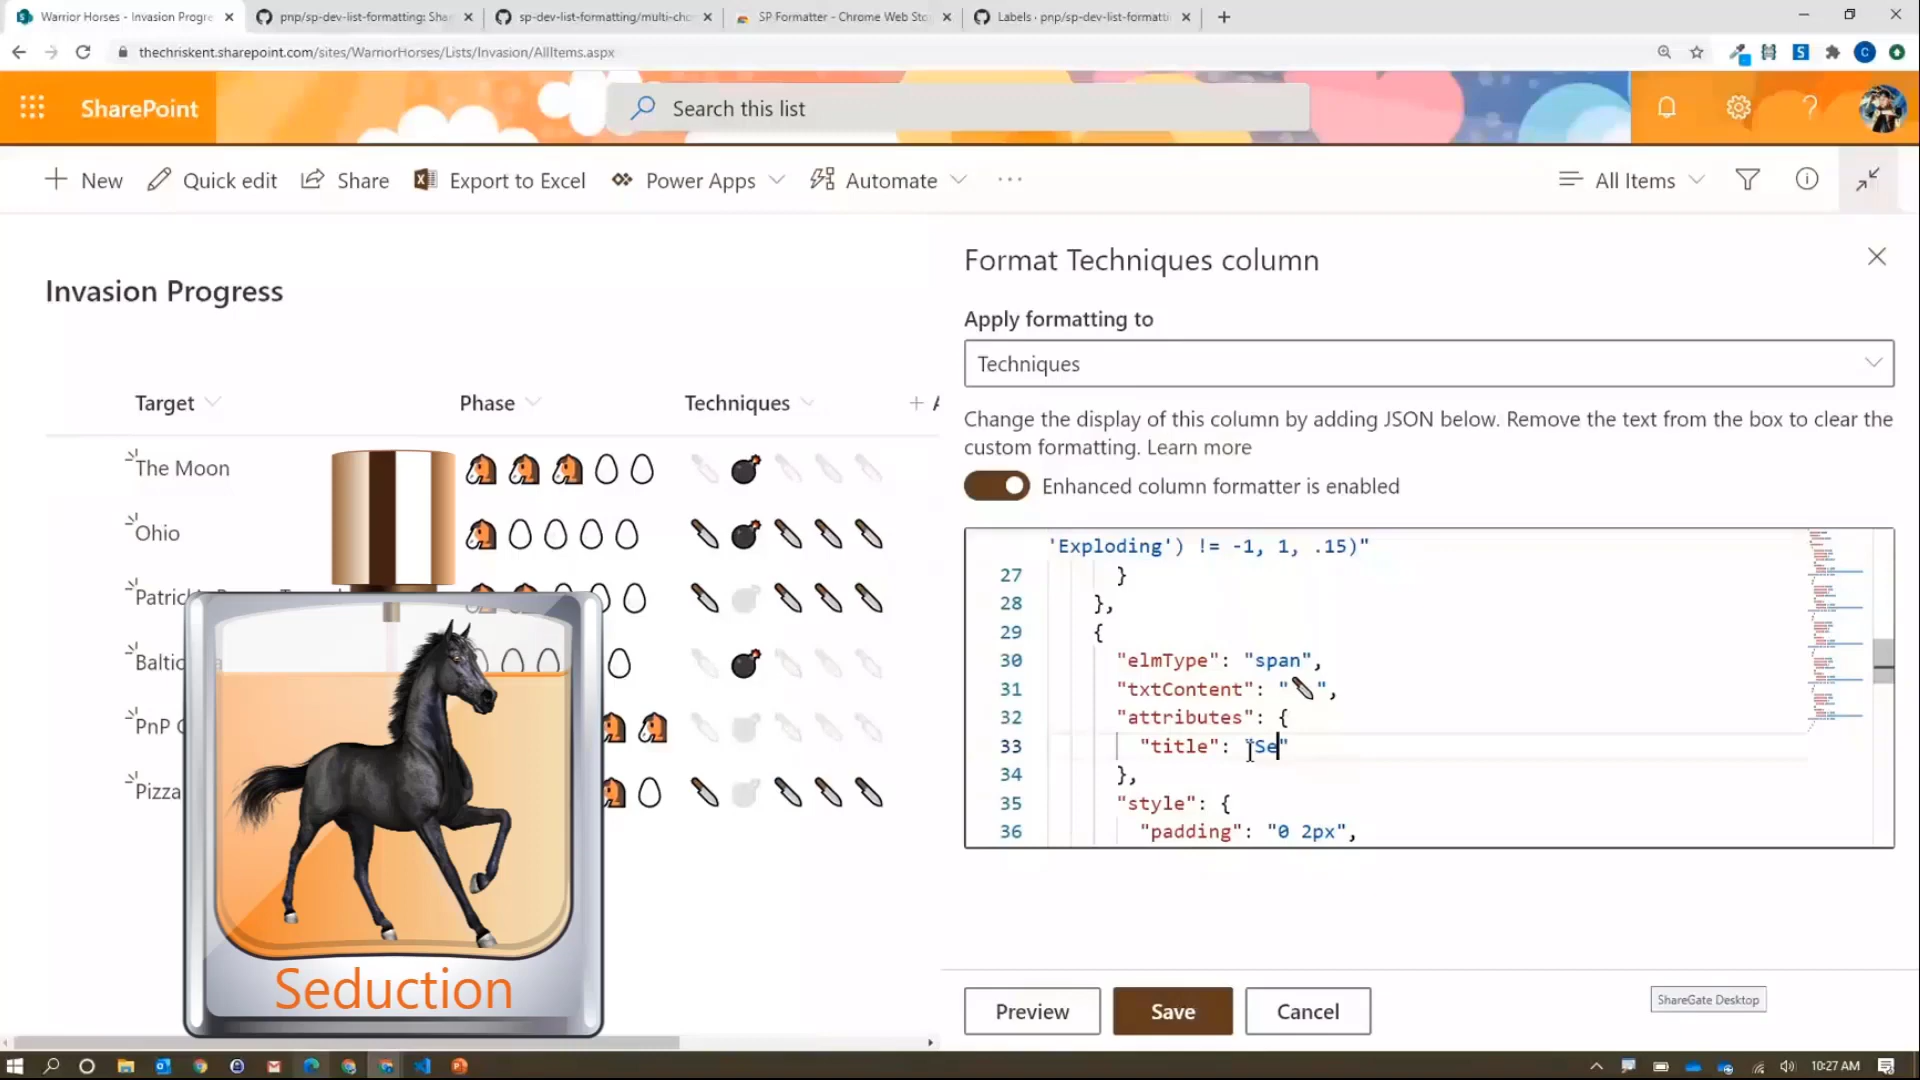 Warrior Horses - Invasion Progre
pnp/sp-dev-list-formatting: Sha
sp-dev-list-formatting/multi-cho
SP Formatter - Chrome Web Sto
Labels · pnp/sp-dev-list-formatti
thechriskent.sharepoint.com/sites/WarriorHorses/Lists/Invasion/AllItems.aspx
SharePoint
Search this list
New
Quick edit
Share
Export to Excel
Power Apps
Automate
All Items
Invasion Progress
Target
Phase
Techniques
The Moon
Ohio
Baltic
PnP
Pizza
Seduction
Format Techniques column
Apply formatting to
Techniques
Change the display of this column by adding JSON below. Remove the text from the box to clear the
custom formatting. Learn more
Enhanced column formatter is enabled
'Exploding') != -1, 1, .15)"
27 }
28 },
29 {
30 "elmType": "span",
31 "txtContent": "🔪",
32 "attributes": {
33 "title": "Se"
34 },
35 "style": {
36 "padding": "0 2px",
Preview
Save
Cancel
ShareGate Desktop
10:27 AM